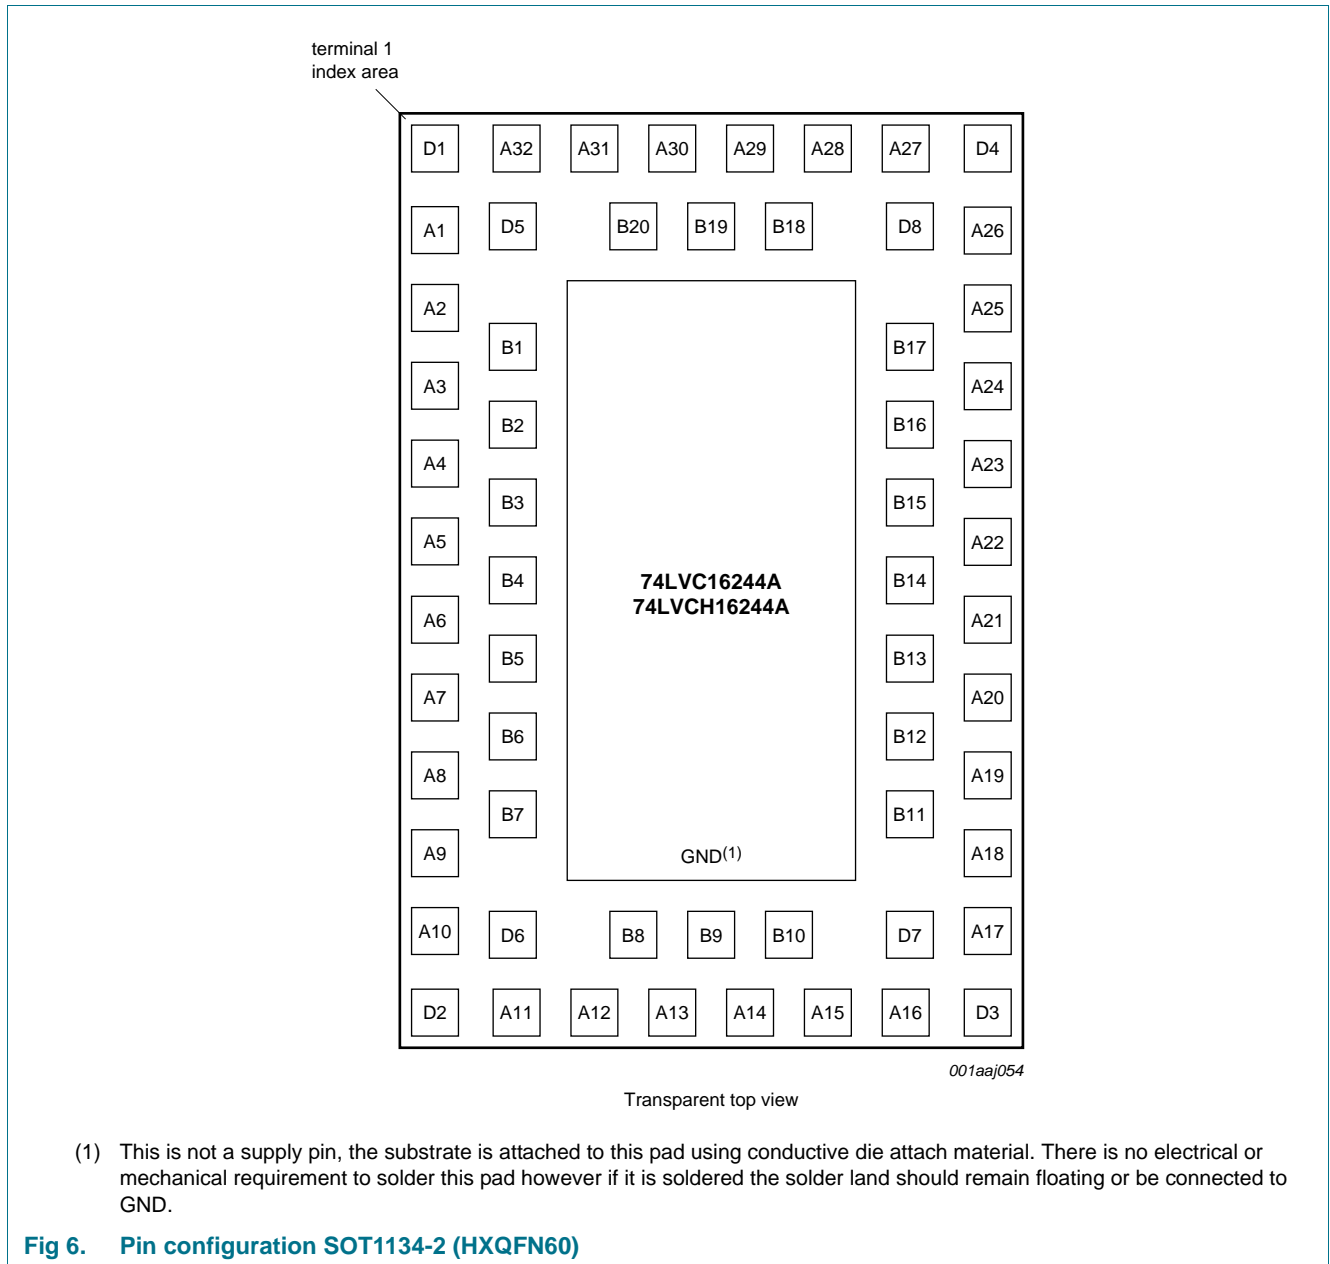 terminal 1
index area
D1 A32 A31 A30 A29 A28 A27 D4
A1 D5 B20 B19 B18 D8 A26
A2 A25
B1 B17
A3 A24
B2 B16
A4 A23
B3 B15
A5 A22
B4 74LVC16244A B14
74LVCH16244A
A6 A21
B5 B13
A7 A20
B6 B12
A8 A19
B7 B11
A9 GND(1) A18
A10 D6 B8 B9 B10 D7 A17
D2 A11 A12 A13 A14 A15 A16 D3
001aaj054
Transparent top view
(1) This is not a supply pin, the substrate is attached to this pad using conductive die attach material. There is no electrical or
mechanical requirement to solder this pad however if it is soldered the solder land should remain floating or be connected to
GND.
Fig 6. Pin configuration SOT1134-2 (HXQFN60)